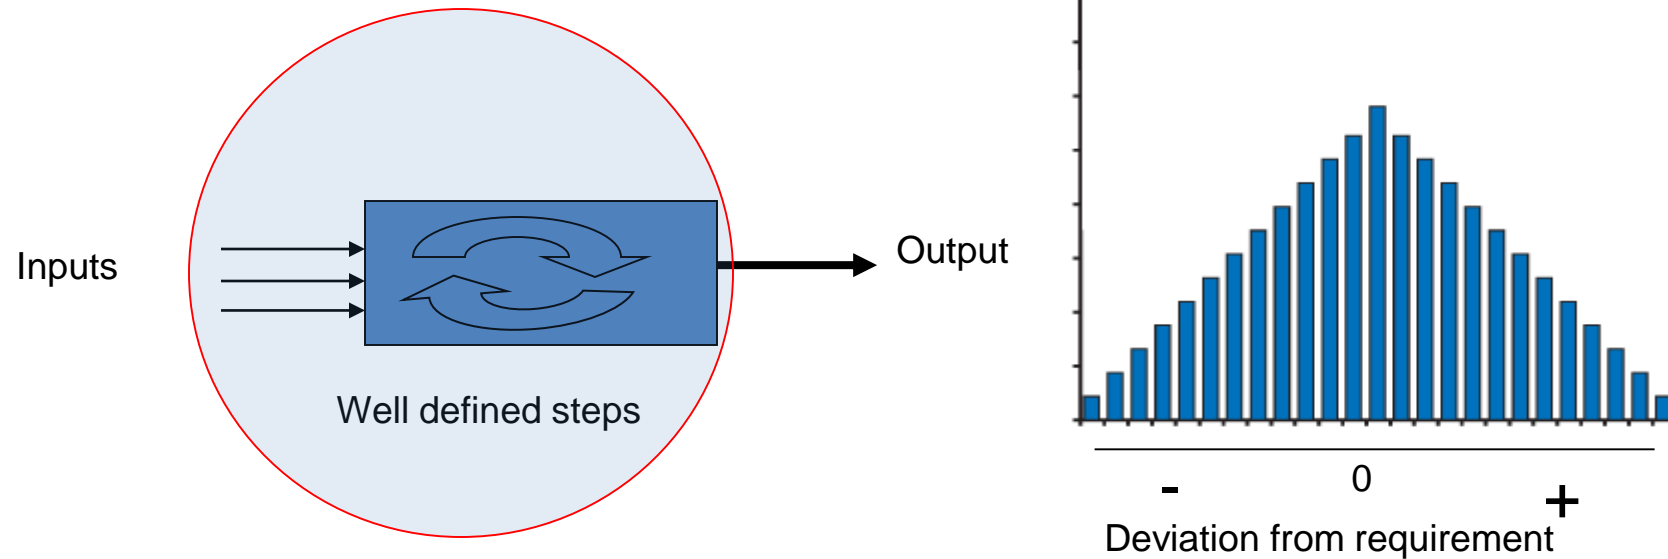 Inputs
Well defined steps
Output
- 0 +
Deviation from requirement